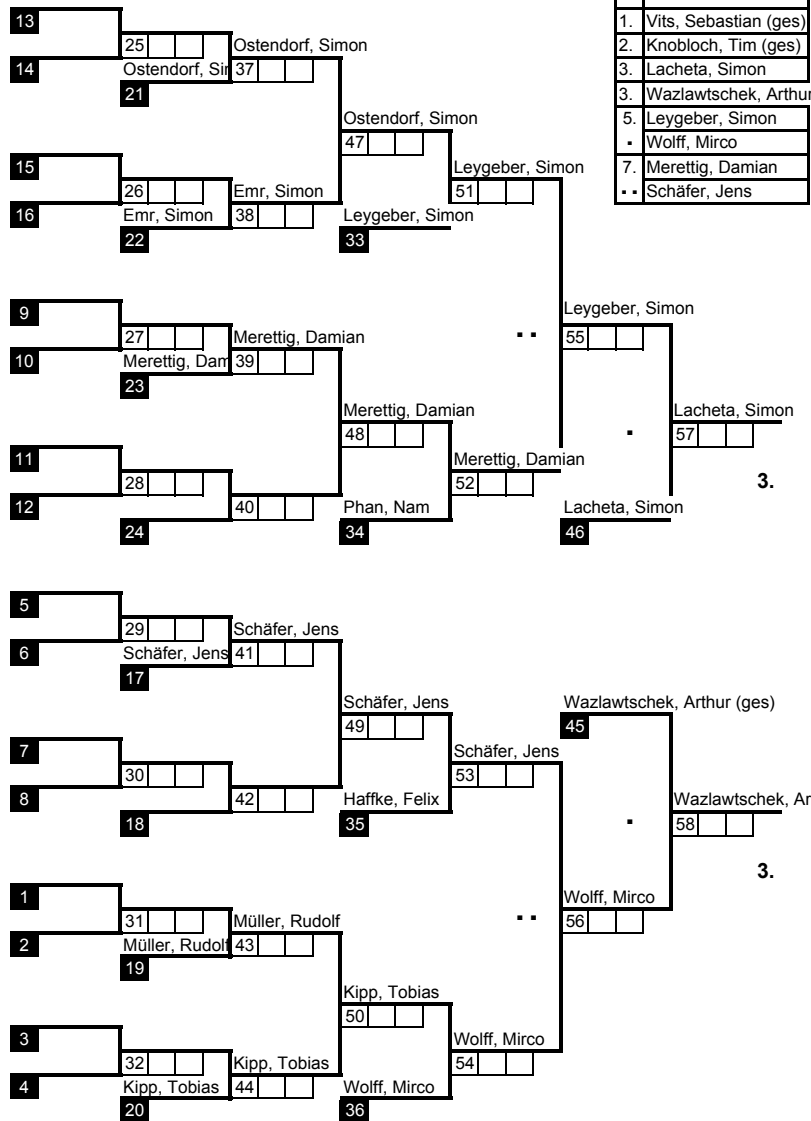 1. Vits, Sebastian (ges)
2. Knobloch, Tim (ges)
3. Lacheta, Simon
3. Wazlawtschek, Arthur
5. Leygeber, Simon
. Wolff, Mirco
7. Merettig, Damian
.. Schäfer, Jens
13
25 Ostendorf, Simon
14 Ostendorf, Sim 37
21
Ostendorf, Simon
47
15 Leygeber, Simon
26 Emr, Simon 51
16 Emr, Simon 38 Leygeber, Simon
22 33
9 Leygeber, Simon
27 Merettig, Damian .. 55
10 Merettig, Dam 39
23
Merettig, Damian Lacheta, Simon
48 . 57
11 Merettig, Damian
28 52 3.
12 40 Phan, Nam Lacheta, Simon
24 34 46
5
29 Schäfer, Jens
6 Schäfer, Jens 41
17
Schäfer, Jens Wazlawtschek, Arthur (ges)
49 45
7 Schäfer, Jens
30 53
8 42 Haffke, Felix Wazlawtschek, Ar
18 35 . 58
3.
1 Wolff, Mirco
31 Müller, Rudolf .. 56
2 Müller, Rudolf 43
19
Kipp, Tobias
50
3 Wolff, Mirco
32 Kipp, Tobias 54
4 Kipp, Tobias 44 Wolff, Mirco
20 36